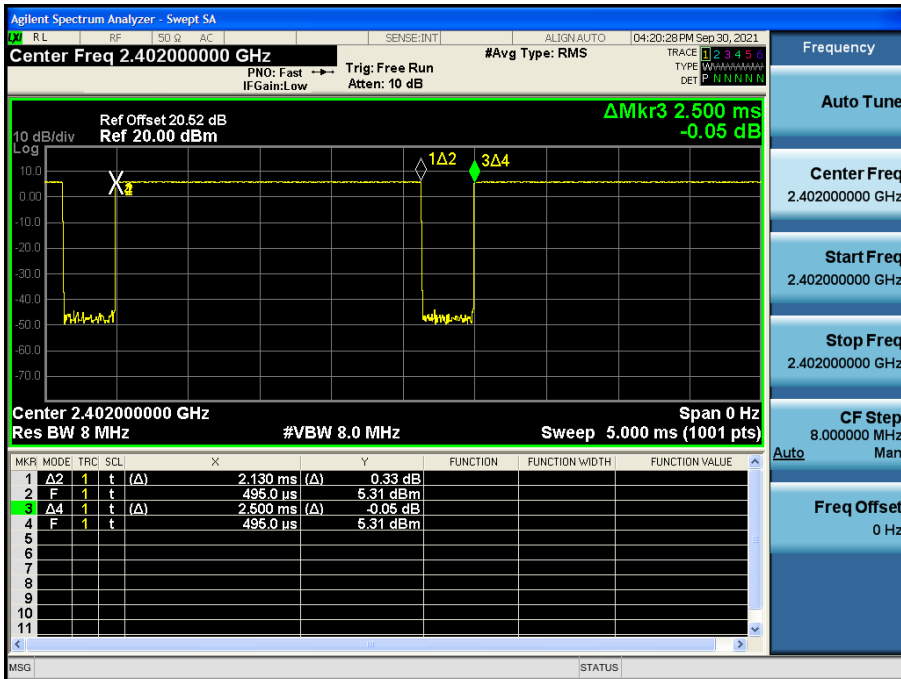 Agilent Spectrum Analyzer - Swept SA
LXI RL RF 50 Ω AC SENSE:INT ALIGN AUTO 04:20:28 PM Sep 30, 2021
Center Freq 2.402000000 GHz #Avg Type: RMS TRACE 1 2 3 4 5 6
PNO: Fast Trig: Free Run TYPE
IFGain:Low Atten: 10 dB DET P N N N N N
Frequency
Auto Tune
Center Freq
2.402000000 GHz
Start Freq
2.402000000 GHz
Stop Freq
2.402000000 GHz
CF Step
8.000000 MHz
Auto Man
Freq Offset
0 Hz
ΔMkr3 2.500 ms
-0.05 dB
Ref Offset 20.52 dB
10 dB/div Ref 20.00 dBm
Log
10.0
0.00
-10.0
-20.0
-30.0
-40.0
-50.0
-60.0
-70.0
1Δ2
3Δ4
Center 2.402000000 GHz Span 0 Hz
Res BW 8 MHz #VBW 8.0 MHz Sweep 5.000 ms (1001 pts)
MKR MODE TRC SCL X Y FUNCTION FUNCTION WIDTH FUNCTION VALUE
1 Δ2 1 t (Δ) 2.130 ms (Δ) 0.33 dB
2 F 1 t 495.0 µs 5.31 dBm
3 Δ4 1 t (Δ) 2.500 ms (Δ) -0.05 dB
4 F 1 t 495.0 µs 5.31 dBm
5
6
7
8
9
10
11
MSG STATUS